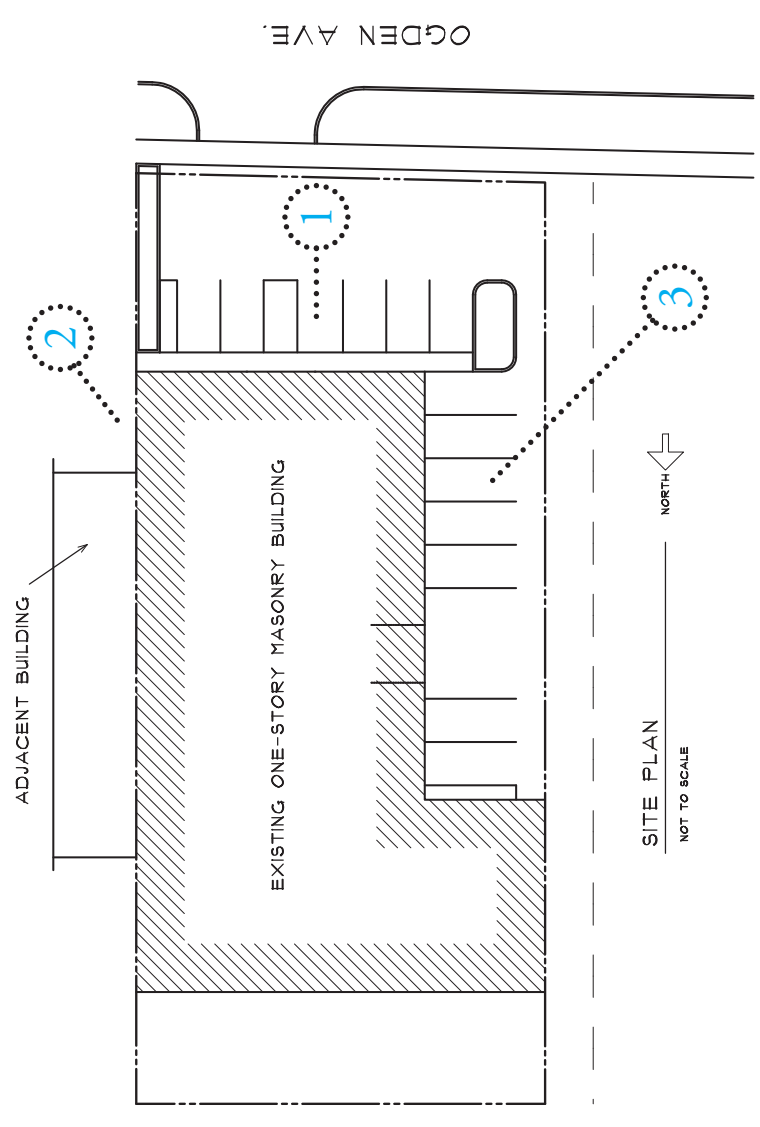 OGDEN AVE.
1
2
3
ADJACENT BUILDING
EXISTING ONE-STORY MASONRY BUILDING
NORTH
SITE PLAN
NOT TO SCALE